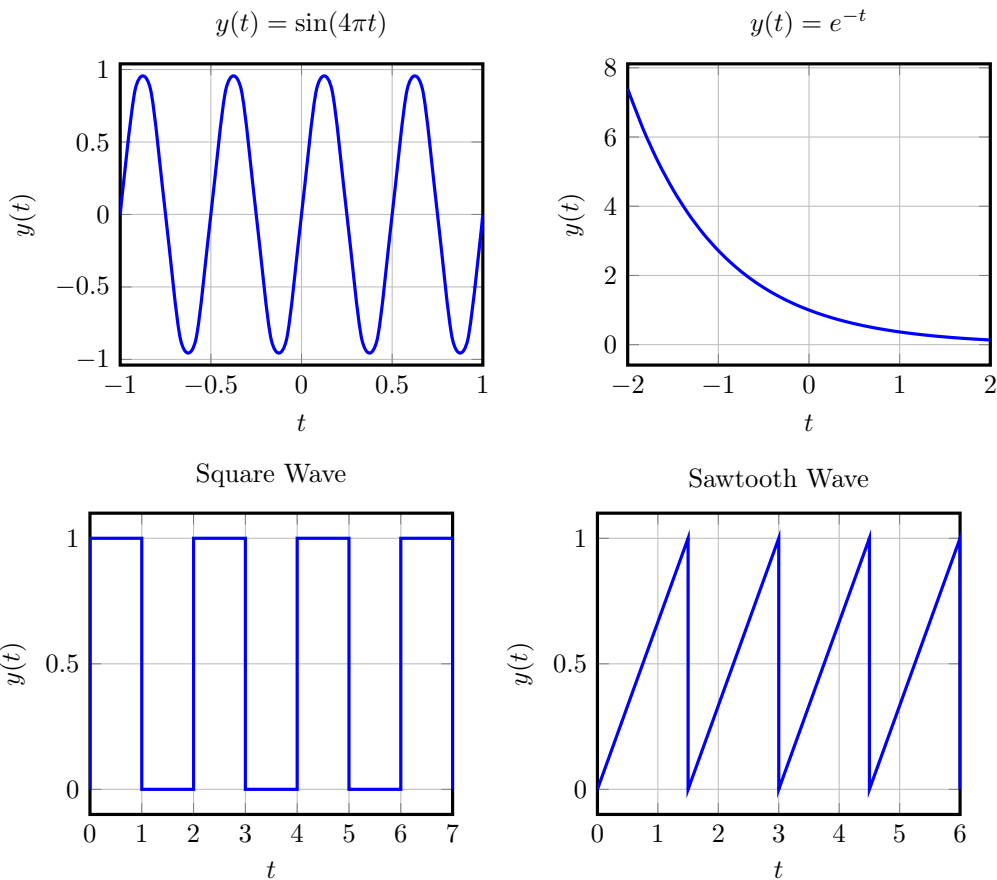 y(t) = sin(4πt)
1
0.5
0
−0.5
−1
y(t)
−1 −0.5 0 0.5 1
t
y(t) = e^{−t}
8
6
4
2
0
y(t)
−2 −1 0 1 2
t
Square Wave
1
0.5
0
y(t)
0 1 2 3 4 5 6 7
t
Sawtooth Wave
1
0.5
0
y(t)
0 1 2 3 4 5 6
t